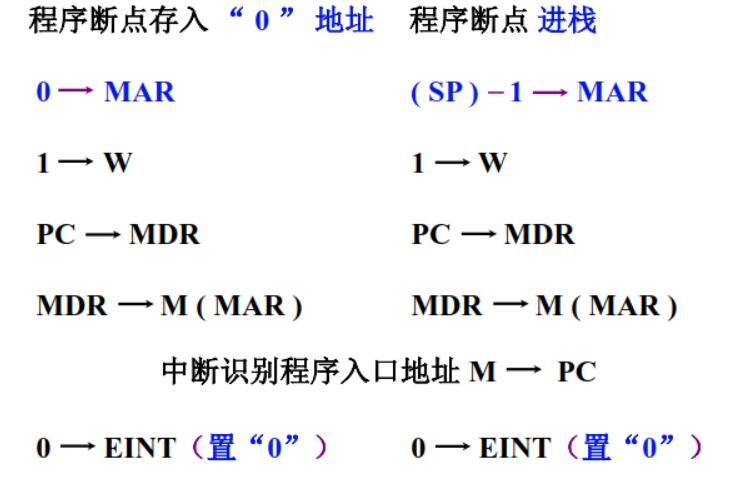 程序断点存入 “ 0 ” 地址 程序断点 进栈
0 → MAR ( SP ) − 1 → MAR
1 → W 1 → W
PC → MDR PC → MDR
MDR → M ( MAR ) MDR → M ( MAR )
中断识别程序入口地址 M → PC
0 → EINT（置“0”） 0 → EINT（置“0”）